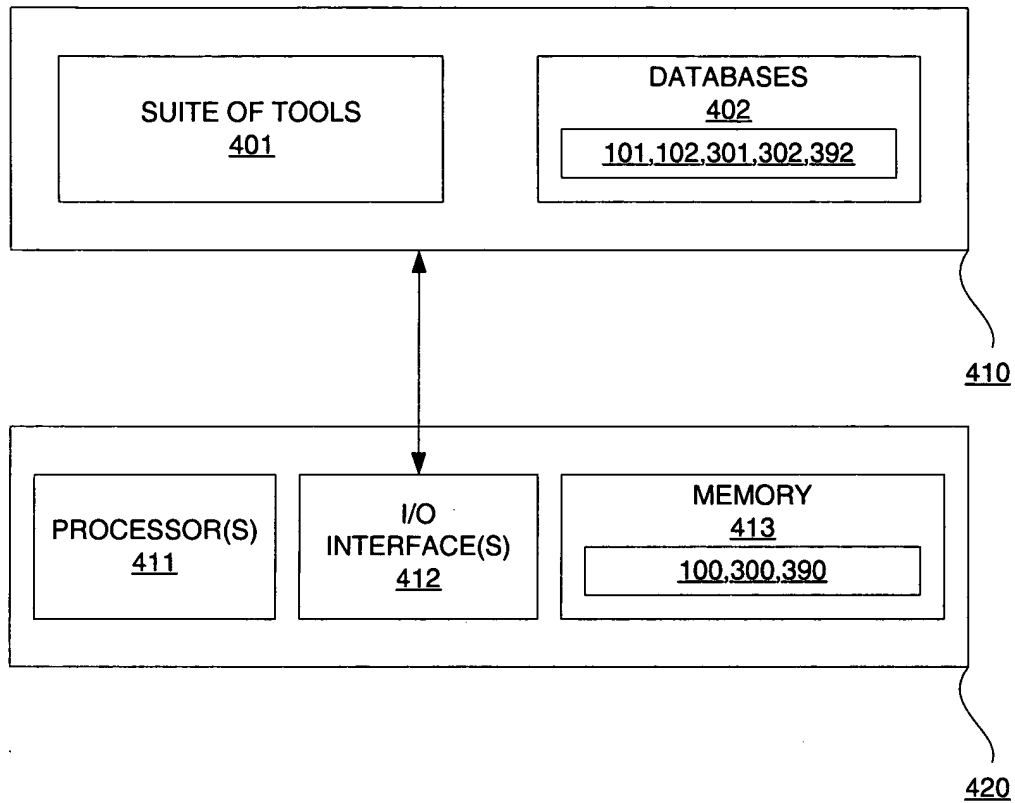 SUITE OF TOOLS
401
DATABASES
402
101,102,301,302,392
410
PROCESSOR(S)
411
I/O
INTERFACE(S)
412
MEMORY
413
100,300,390
420